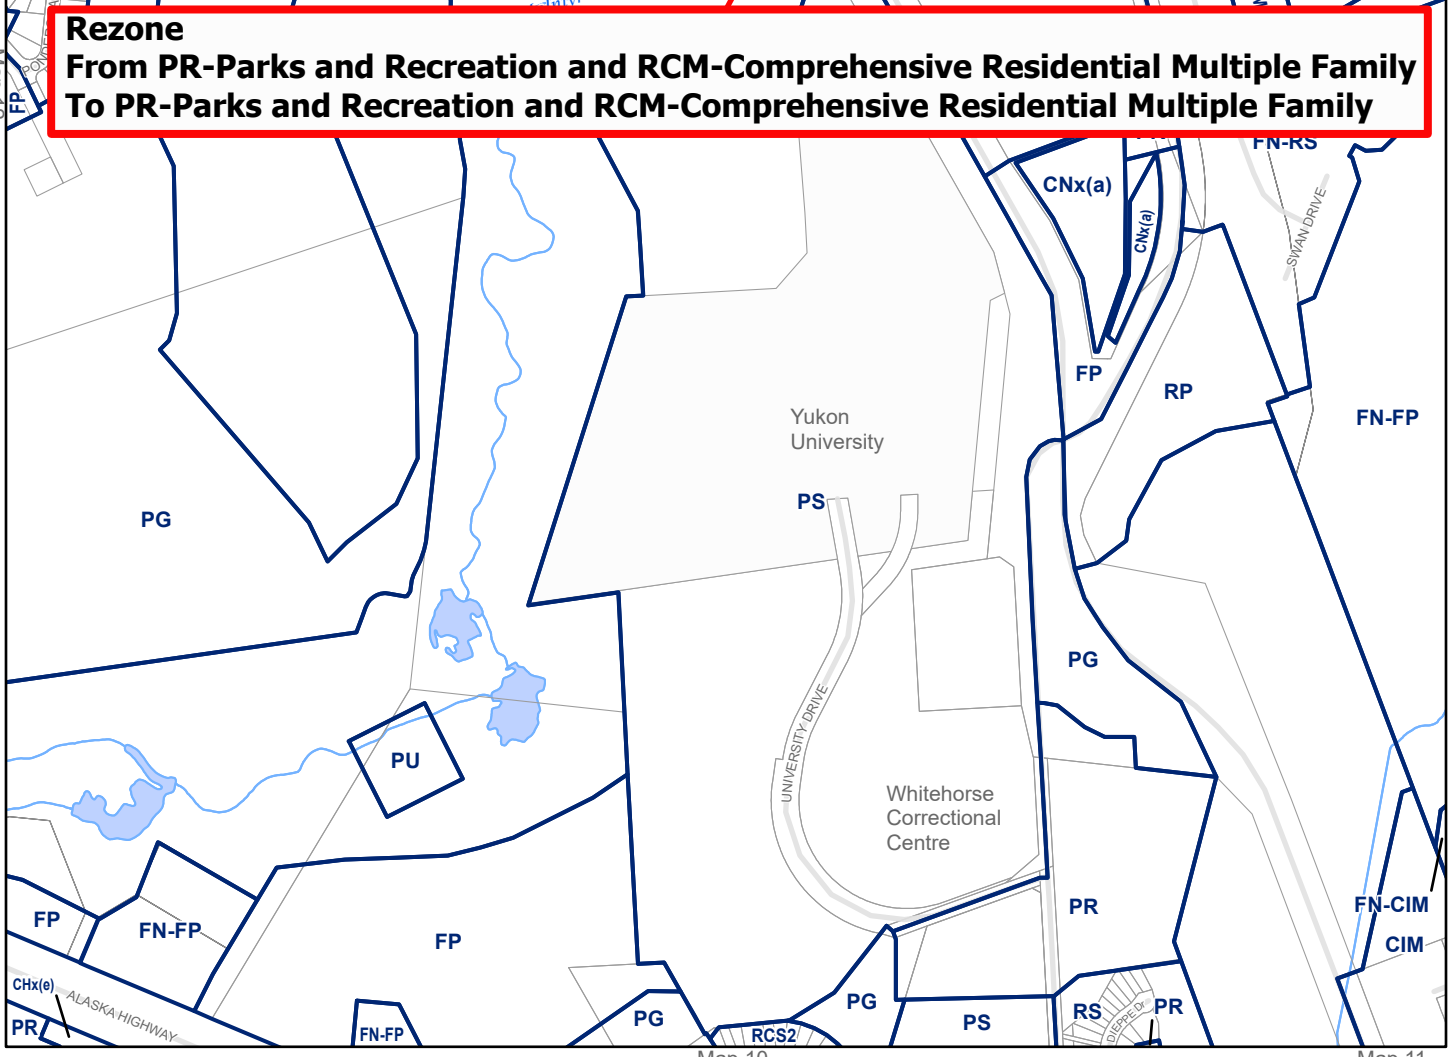 Rezone
From PR-Parks and Recreation and RCM-Comprehensive Residential Multiple Family
To PR-Parks and Recreation and RCM-Comprehensive Residential Multiple Family
FP
FN-RS
CNx(a)
CNx(a)
SWAN DRIVE
FP
RP
FN-FP
Yukon
University
PS
PG
PG
UNIVERSITY DRIVE
PU
Whitehorse
Correctional
Centre
PR
FN-CIM
CIM
FP
FN-FP
FP
CHx(e)
ALASKA HIGHWAY
PR
FN-FP
PG
RCS2
PG
PS
RS
DIEPPE Dr
PR